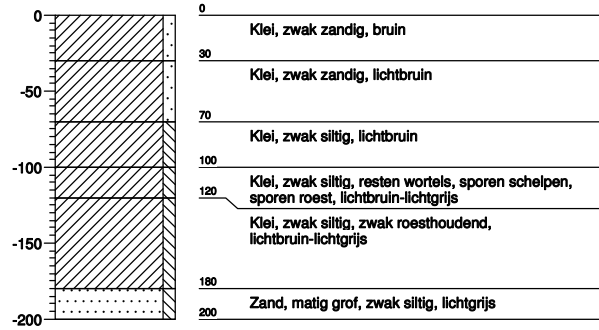 0
0
Klei, zwak zandig, bruin
30
Klei, zwak zandig, lichtbruin
-50
70
Klei, zwak siltig, lichtbruin
-100
100
Klei, zwak siltig, resten wortels, sporen schelpen,
120
sporen roest, lichtbruin-lichtgrijs
Klei, zwak siltig, zwak roesthoudend,
-150
lichtbruin-lichtgrijs
180
Zand, matig grof, zwak siltig, lichtgrijs
-200
200